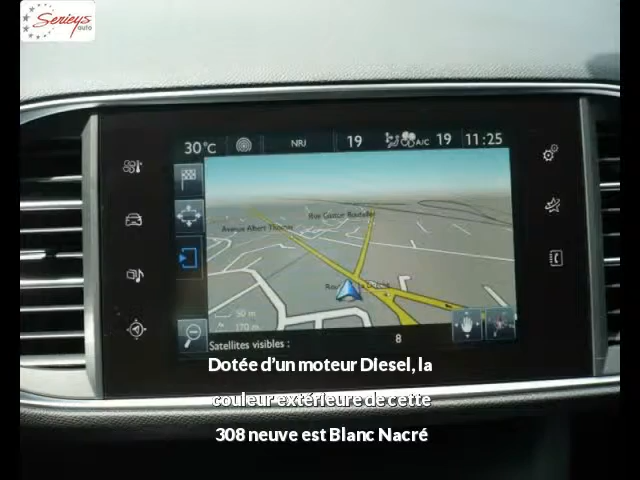 Serieys
auto
30°C NRJ 19 A/C 19 11:25
Rue Gaston Bouteiller
Avenue Albert Thomas
50 m
170 m
Satellites visibles : 8
Dotée d'un moteur Diesel, la
couleur extérieure de cette
308 neuve est Blanc Nacré